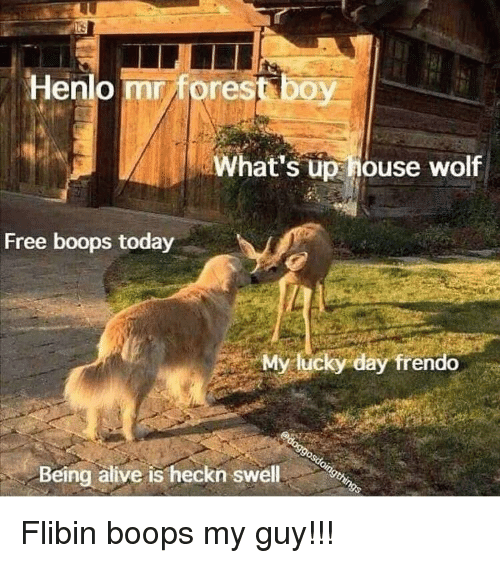 Henlo mr forest boy
What's up house wolf
Free boops today
My lucky day frendo
@doggosdoingthings
Being alive is heckn swell
Flibin boops my guy!!!